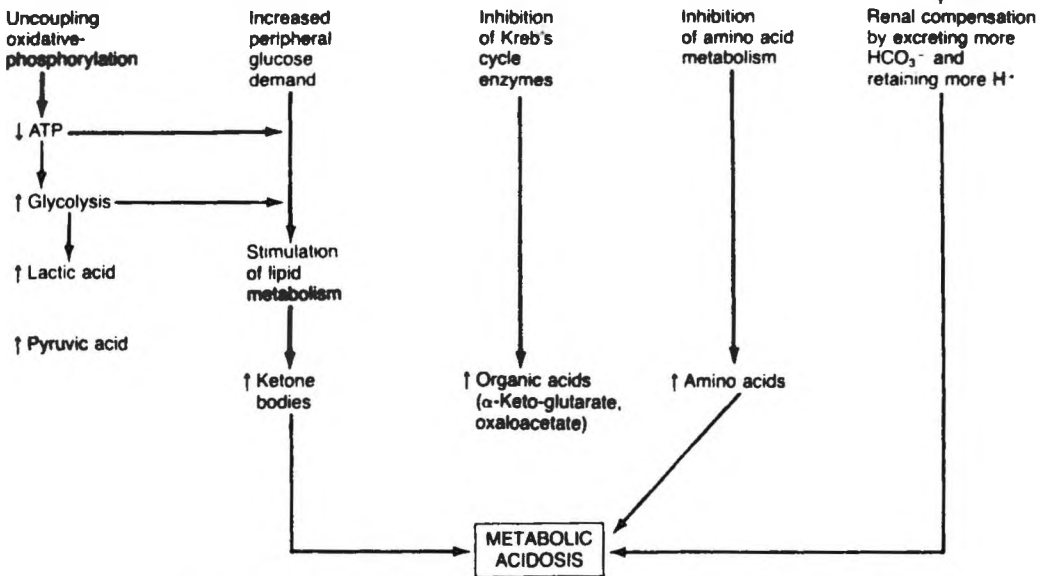 Uncoupling
oxidative-
phosphorylation
↓ ATP
↑ Glycolysis
↑ Lactic acid
↑ Pyruvic acid
Increased
peripheral
glucose
demand
Stimulation
of lipid
metabolism
↑ Ketone
bodies
Inhibition
of Kreb's
cycle
enzymes
↑ Organic acids
(α-Keto-glutarate,
oxaloacetate)
Inhibition
of amino acid
metabolism
↑ Amino acids
Renal compensation
by excreting more
HCO₃⁻ and
retaining more H⁺
METABOLIC
ACIDOSIS